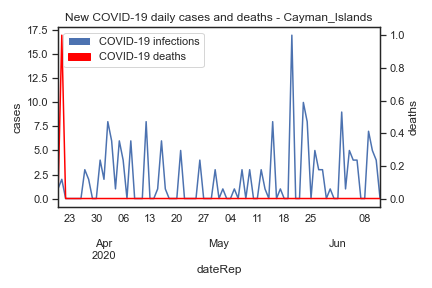 New COVID-19 daily cases and deaths - Cayman_Islands
COVID-19 infections
COVID-19 deaths
17.5
15.0
12.5
10.0
7.5
5.0
2.5
0.0
cases
1.0
0.8
0.6
0.4
0.2
0.0
deaths
23 30 06 13 20 27 04 11 18 25 08
Apr May Jun
2020
dateRep